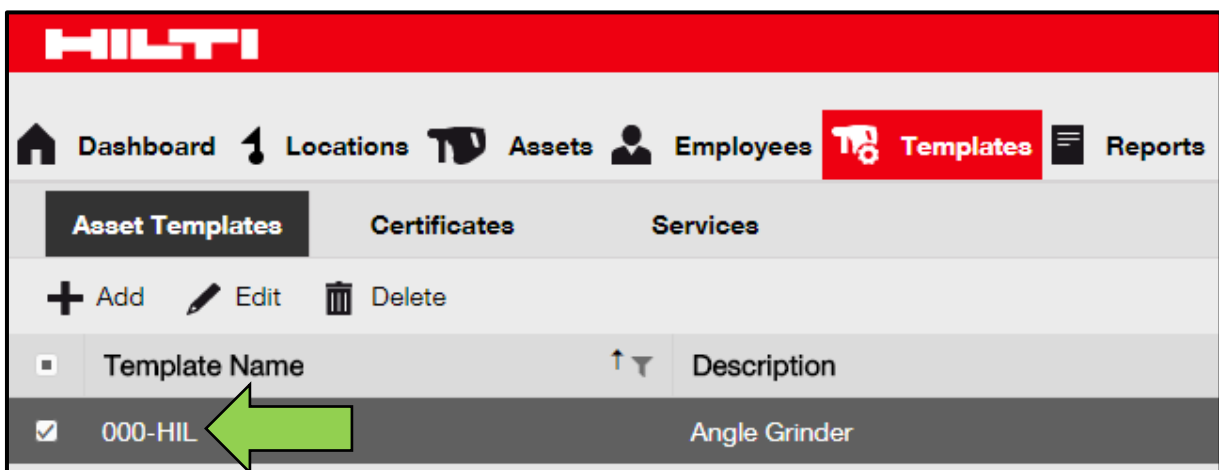 HILTI
Dashboard Locations Assets Employees Templates Reports
Asset Templates Certificates Services
Add Edit Delete
Template Name Description
000-HIL Angle Grinder